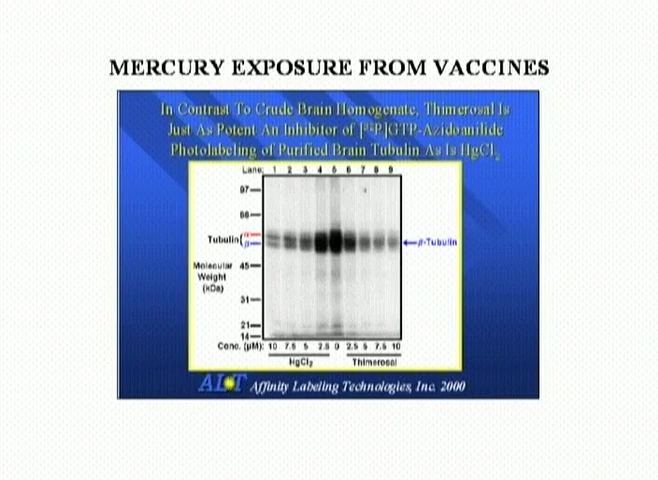 MERCURY EXPOSURE FROM VACCINES
In Contrast To Crude Brain Homogenate, Thimerosal Is
Just As Potent An Inhibitor of [³²P]GTP-Azidoanilide
Photolabeling of Purified Brain Tubulin As Is HgCl₂
Lane: 1 2 3 4 5 6 7 8 9
97
68
Tubulin α β
β-Tubulin
Molecular Weight (kDa)
45
31
21
14
Conc. (μM): 10 7.5 5 2.5 0 2.5 5 7.5 10
HgCl₂ Thimerosal
ALT Affinity Labeling Technologies, Inc. 2000